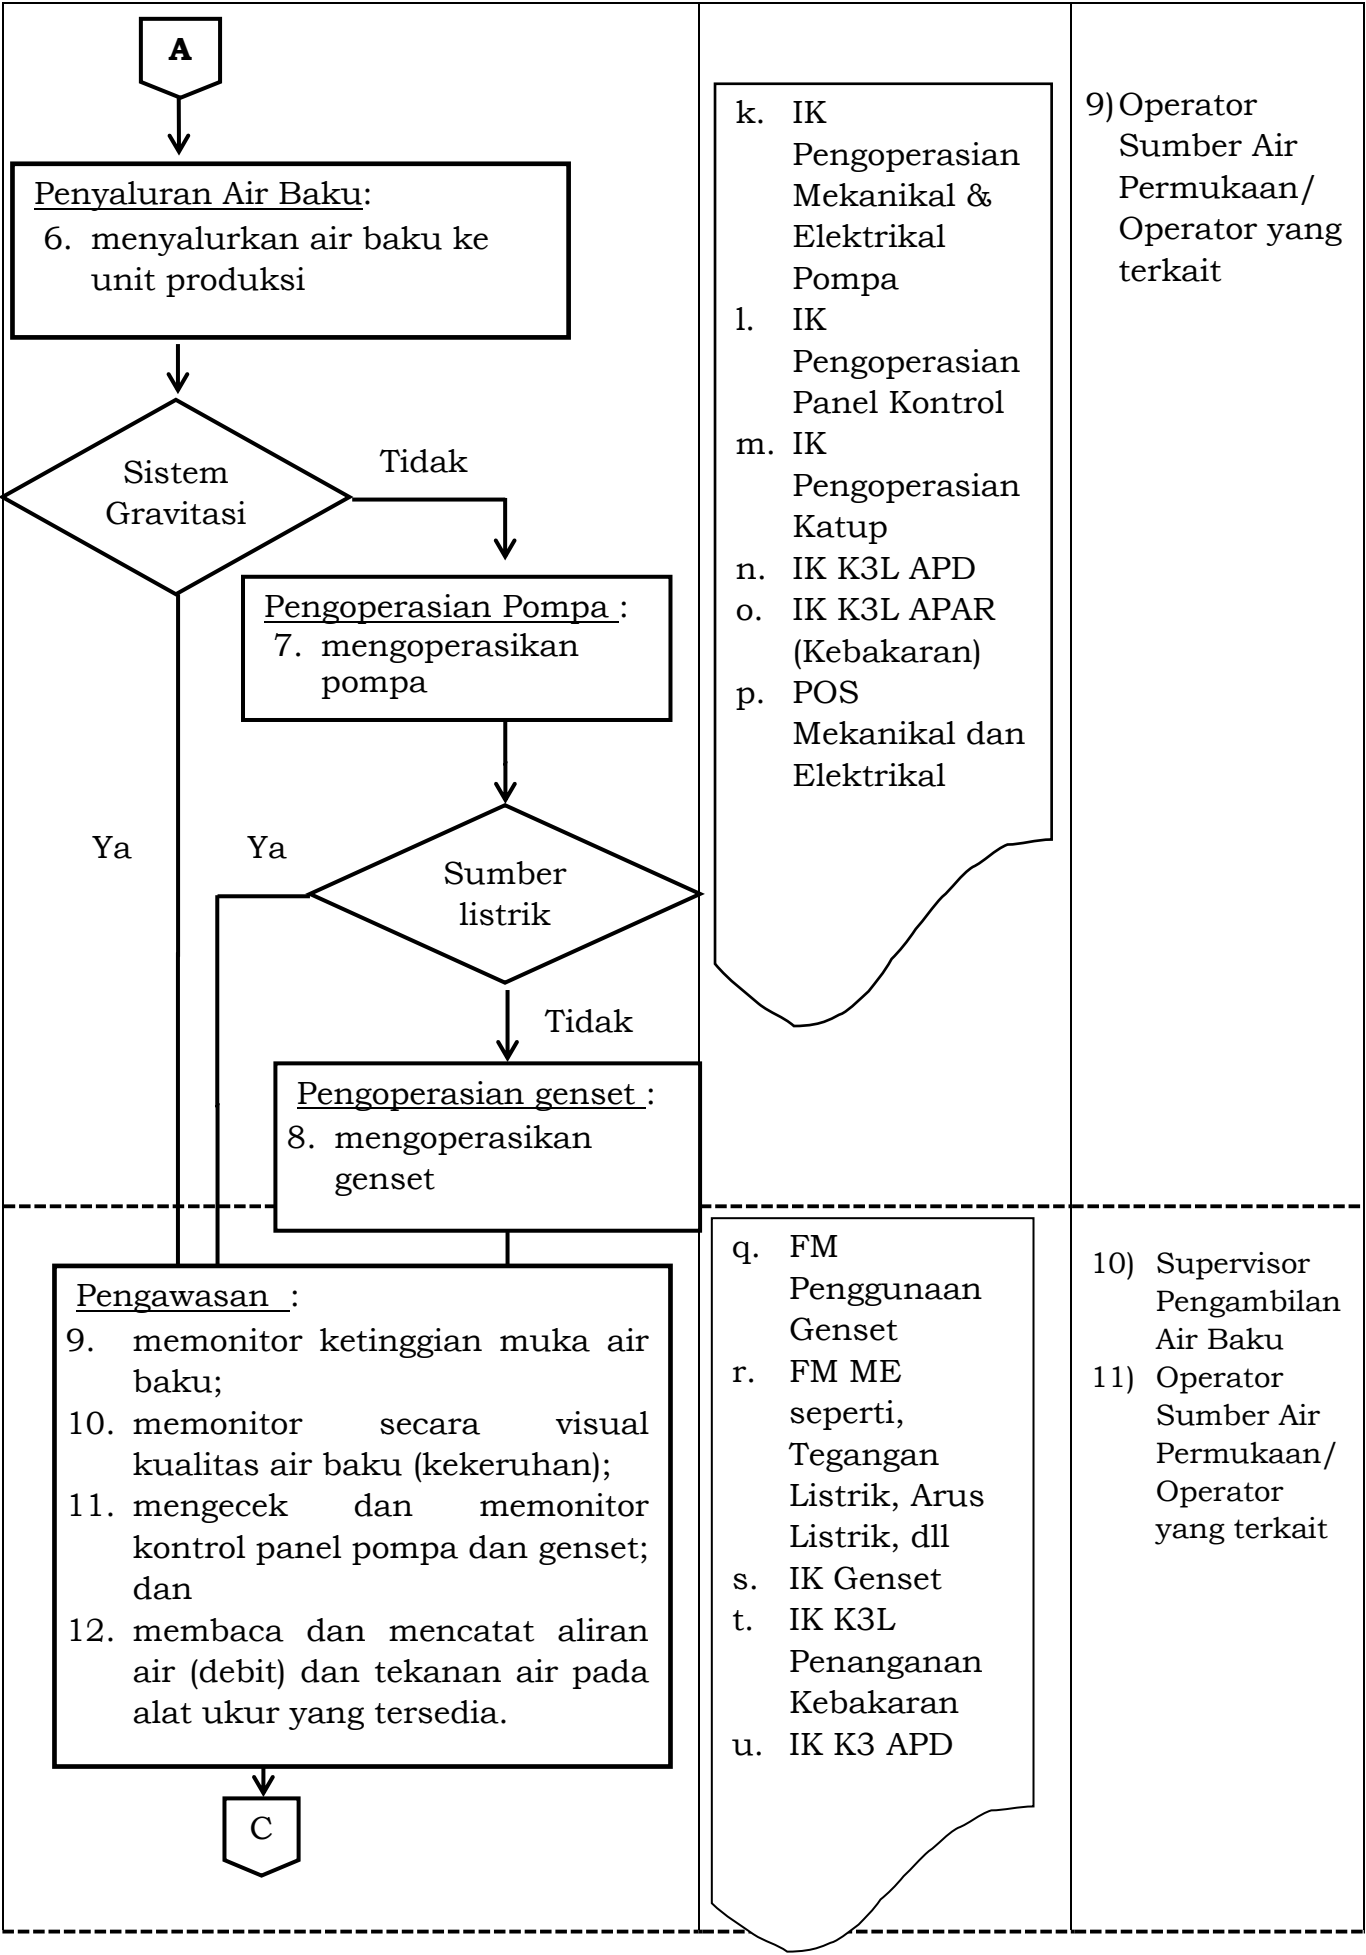 A
Penyaluran Air Baku:
6. menyalurkan air baku ke
unit produksi
Sistem
Gravitasi
Tidak
Pengoperasian Pompa :
7. mengoperasikan
pompa
Ya
Ya
Sumber
listrik
Tidak
Pengoperasian genset :
8. mengoperasikan
genset
Pengawasan :
9. memonitor ketinggian muka air
baku;
10. memonitor secara visual
kualitas air baku (kekeruhan);
11. mengecek dan memonitor
kontrol panel pompa dan genset;
dan
12. membaca dan mencatat aliran
air (debit) dan tekanan air pada
alat ukur yang tersedia.
C
k. IK
Pengoperasian
Mekanikal &
Elektrikal
Pompa
l. IK
Pengoperasian
Panel Kontrol
m. IK
Pengoperasian
Katup
n. IK K3L APD
o. IK K3L APAR
(Kebakaran)
p. POS
Mekanikal dan
Elektrikal
q. FM
Penggunaan
Genset
r. FM ME
seperti,
Tegangan
Listrik, Arus
Listrik, dll
s. IK Genset
t. IK K3L
Penanganan
Kebakaran
u. IK K3 APD
9) Operator
Sumber Air
Permukaan/
Operator yang
terkait
10) Supervisor
Pengambilan
Air Baku
11) Operator
Sumber Air
Permukaan/
Operator
yang terkait